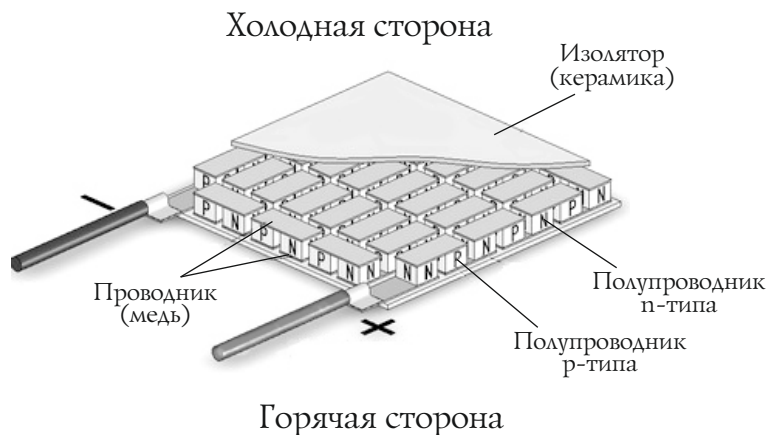 Холодная сторона
Изолятор
(керамика)
P
P N P N P N N
N P N P N P N
Проводник
(медь)
Полупроводник
n-типа
Полупроводник
p-типа
Горячая сторона